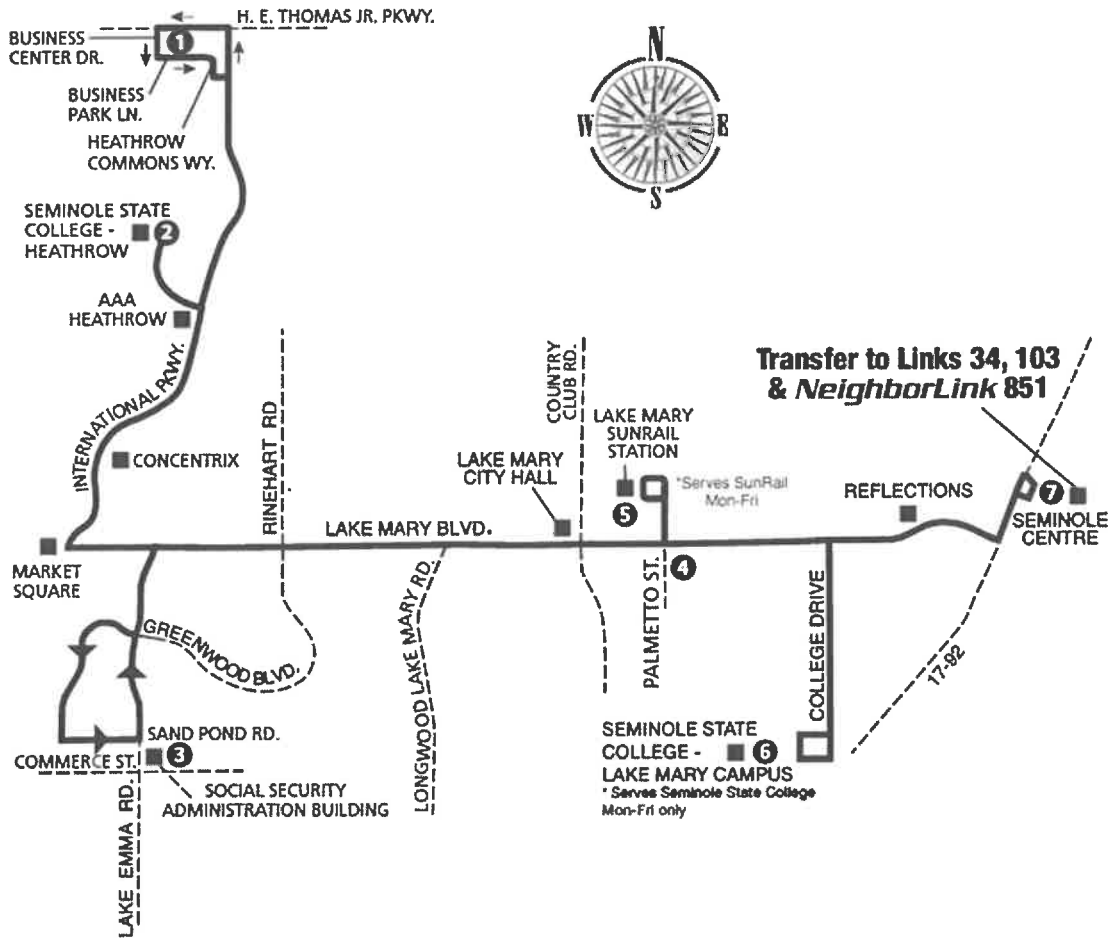 H. E. THOMAS JR. PKWY.
BUSINESS
CENTER DR.
1
BUSINESS
PARK LN.
HEATHROW
COMMONS WY.
N
W
E
S
SEMINOLE STATE
COLLEGE -
HEATHROW
2
AAA
HEATHROW
INTERNATIONAL PKWY.
CONCENTRIX
MARKET
SQUARE
RINEHART RD
LAKE MARY BLVD.
LAKE MARY
CITY HALL
COUNTRY
CLUB RD.
LAKE MARY
SUNRAIL
STATION
5
*Serves SunRail
Mon-Fri
Transfer to Links 34, 103
& NeighborLink 851
REFLECTIONS
7
SEMINOLE
CENTRE
4
PALMETTO ST.
COLLEGE DRIVE
17-92
LONGWOOD LAKE MARY RD.
GREENWOOD BLVD.
SAND POND RD.
COMMERCE ST.
3
SOCIAL SECURITY
ADMINISTRATION BUILDING
LAKE EMMA RD.
SEMINOLE STATE
COLLEGE -
6
LAKE MARY CAMPUS
* Serves Seminole State College
Mon-Fri only